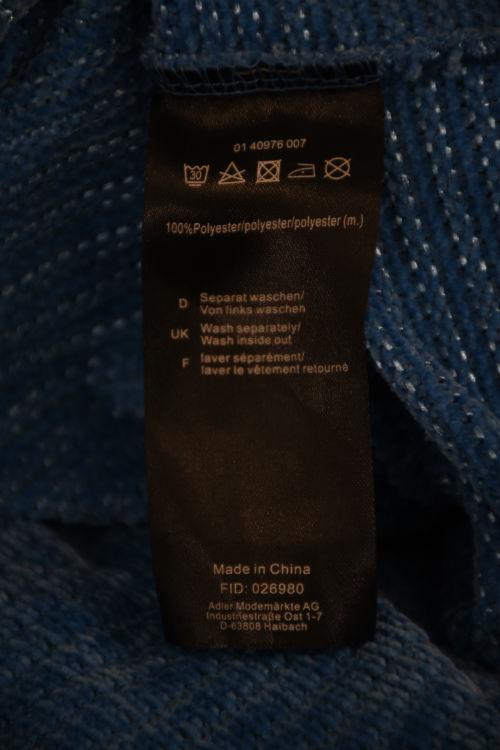 01 40976 007
30
100%Polyester/polyester/polyester (m.)
D Separat waschen/
Von links waschen
UK Wash separately/
Wash inside out
F laver séparément/
laver le vêtement retourné
Made in China
FID: 026980
Adler Modemärkte AG
Industriestraße Ost 1-7
D-63808 Haibach